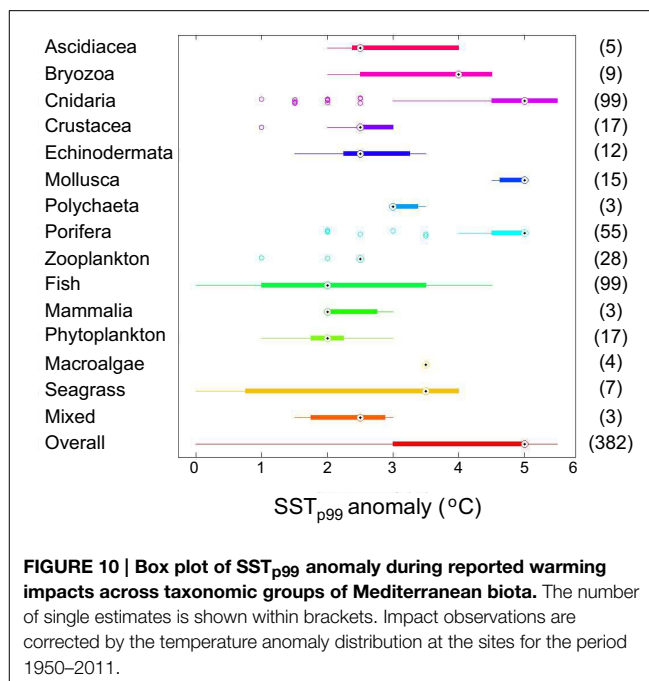 Ascidiacea (5)
Bryozoa (9)
Cnidaria (99)
Crustacea (17)
Echinodermata (12)
Mollusca (15)
Polychaeta (3)
Porifera (55)
Zooplankton (28)
Fish (99)
Mammalia (3)
Phytoplankton (17)
Macroalgae (4)
Seagrass (7)
Mixed (3)
Overall (382)
0 1 2 3 4 5 6
SSTp99 anomaly (°C)
FIGURE 10 | Box plot of SSTp99 anomaly during reported warming
impacts across taxonomic groups of Mediterranean biota. The number
of single estimates is shown within brackets. Impact observations are
corrected by the temperature anomaly distribution at the sites for the period
1950–2011.